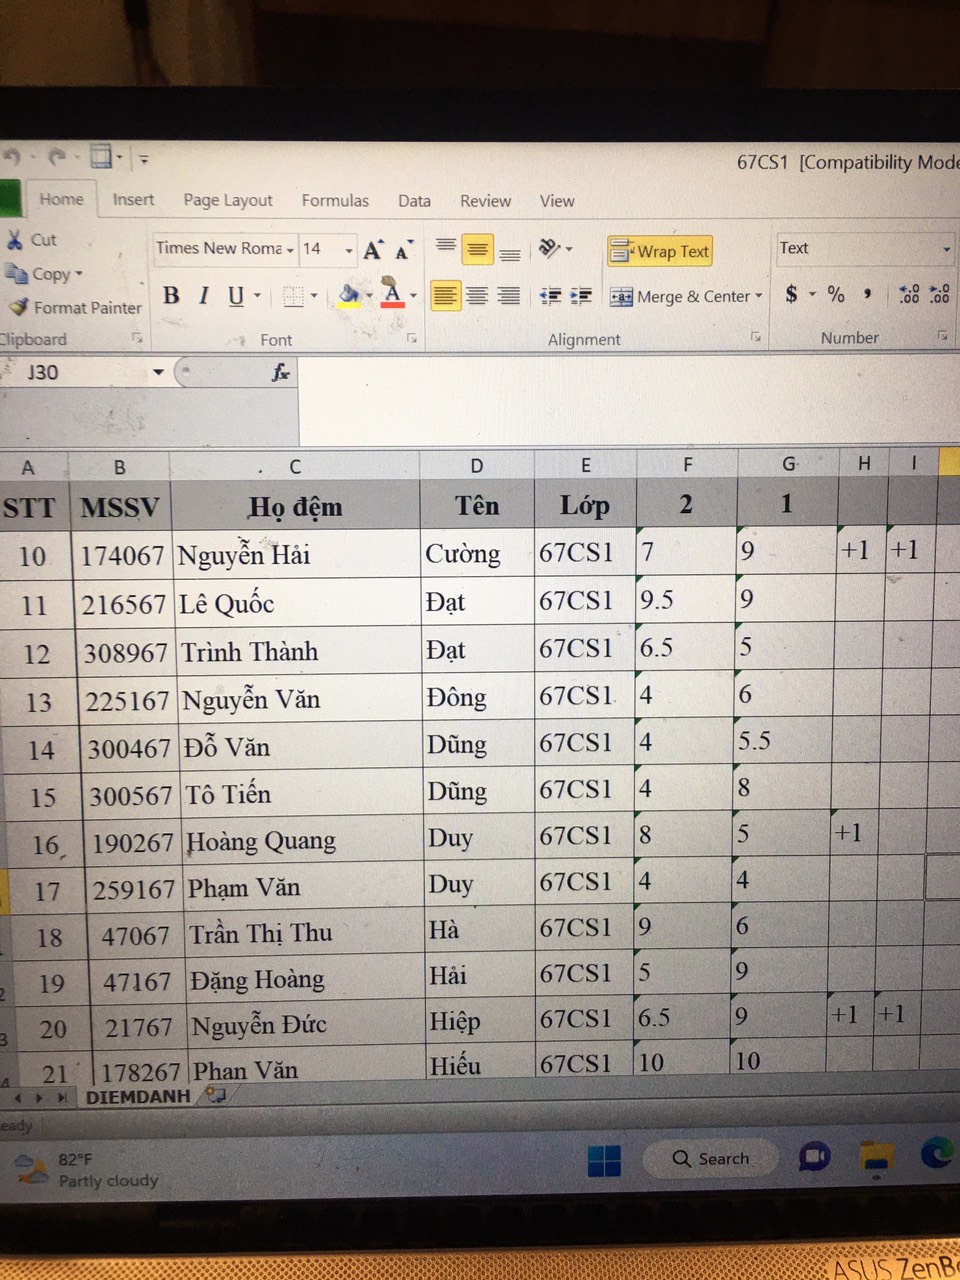 67CS1 [Compatibility Mode
Home Insert Page Layout Formulas Data Review View
Cut
Copy
Format Painter
Clipboard
Times New Roma 14 A A
B I U A
Font
Wrap Text
Merge & Center
Alignment
Text
$ % , .0 .00 .00 .0
Number
J30 fx
A B C D E F G H I
STT MSSV Họ đệm Tên Lớp 2 1
10 174067 Nguyễn Hải Cường 67CS1 7 9 +1 +1
11 216567 Lê Quốc Đạt 67CS1 9.5 9
12 308967 Trình Thành Đạt 67CS1 6.5 5
13 225167 Nguyễn Văn Đông 67CS1 4 6
14 300467 Đỗ Văn Dũng 67CS1 4 5.5
15 300567 Tô Tiến Dũng 67CS1 4 8
16 190267 Hoàng Quang Duy 67CS1 8 5 +1
17 259167 Phạm Văn Duy 67CS1 4 4
18 47067 Trần Thị Thu Hà 67CS1 9 6
19 47167 Đặng Hoàng Hải 67CS1 5 9
20 21767 Nguyễn Đức Hiệp 67CS1 6.5 9 +1 +1
21 178267 Phan Văn Hiếu 67CS1 10 10
DIEMDANH
eady
82°F
Partly cloudy
Search
ASUS ZenBo